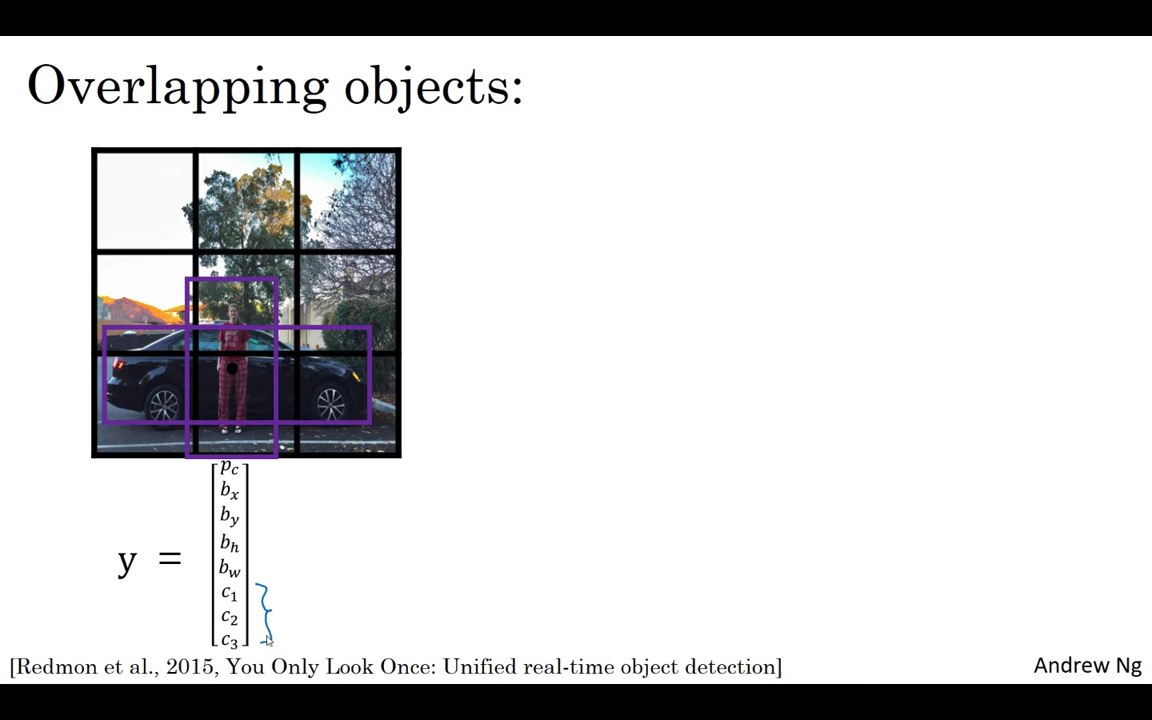 Overlapping objects:
p_c
b_x
b_y
b_h
y = b_w
c_1
c_2
c_3
[Redmon et al., 2015, You Only Look Once: Unified real-time object detection]
Andrew Ng